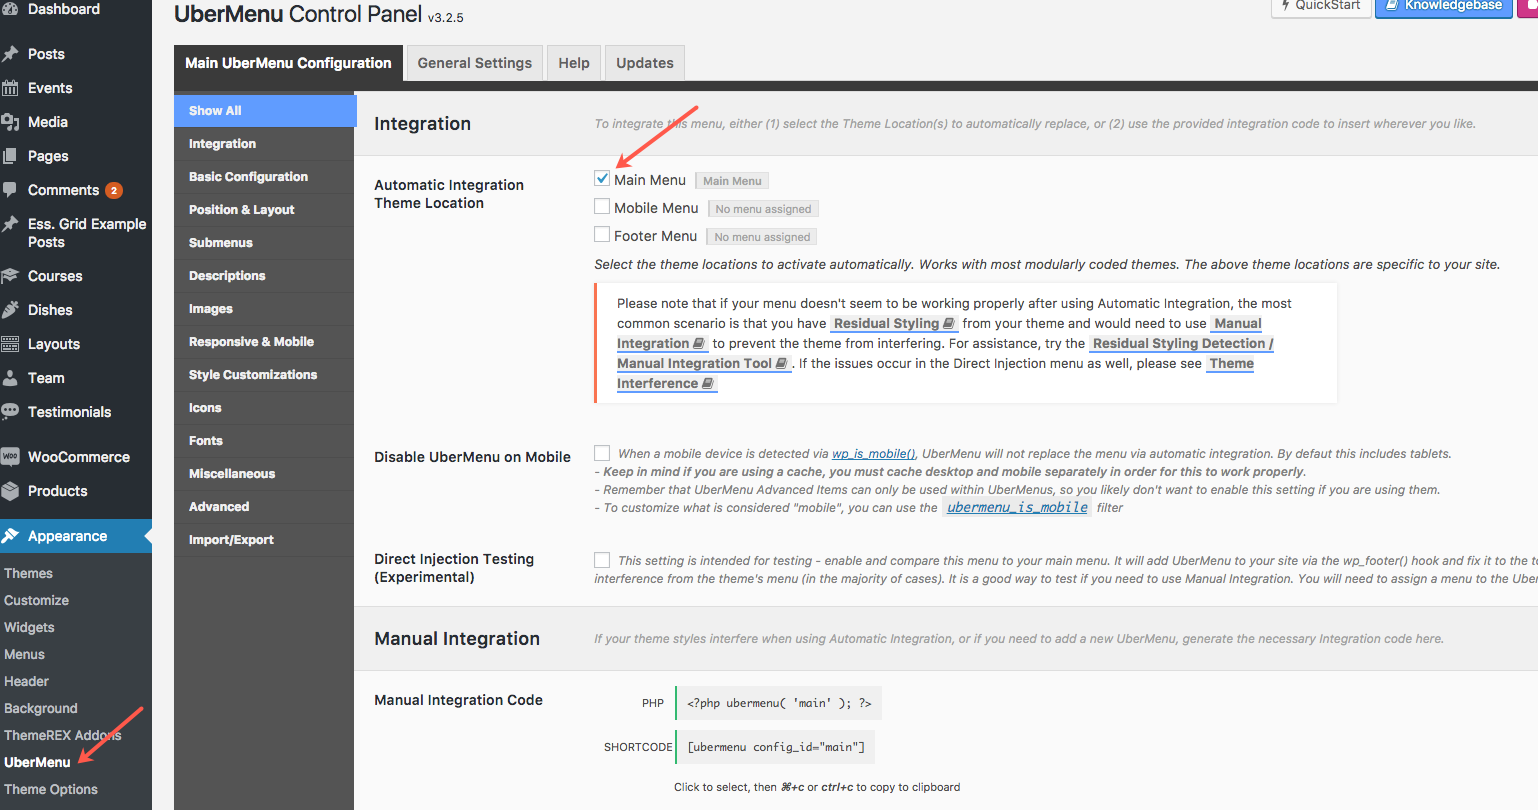 Dashboard
Posts
Events
Media
Pages
Comments 2
Ess. Grid Example
Posts
Courses
Dishes
Layouts
Team
Testimonials
WOO WooCommerce
Products
Appearance
Themes
Customize
Widgets
Menus
Header
Background
ThemeREX Addons
UberMenu
Theme Options
UberMenu Control Panel v3.2.5
QuickStart
Knowledgebase
Main UberMenu Configuration
General Settings
Help
Updates
Show All
Integration
Basic Configuration
Position & Layout
Submenus
Descriptions
Images
Responsive & Mobile
Style Customizations
Icons
Fonts
Miscellaneous
Advanced
Import/Export
Integration
To integrate this menu, either (1) select the Theme Location(s) to automatically replace, or (2) use the provided integration code to insert wherever you like.
Automatic Integration
Theme Location
Main Menu Main Menu
Mobile Menu No menu assigned
Footer Menu No menu assigned
Select the theme locations to activate automatically. Works with most modularly coded themes. The above theme locations are specific to your site.
Please note that if your menu doesn't seem to be working properly after using Automatic Integration, the most
common scenario is that you have Residual Styling from your theme and would need to use Manual
Integration to prevent the theme from interfering. For assistance, try the Residual Styling Detection /
Manual Integration Tool . If the issues occur in the Direct Injection menu as well, please see Theme
Interference
Disable UberMenu on Mobile
When a mobile device is detected via wp_is_mobile(), UberMenu will not replace the menu via automatic integration. By defaut this includes tablets.
- Keep in mind if you are using a cache, you must cache desktop and mobile separately in order for this to work properly.
- Remember that UberMenu Advanced Items can only be used within UberMenus, so you likely don't want to enable this setting if you are using them.
- To customize what is considered "mobile", you can use the ubermenu_is_mobile filter
Direct Injection Testing
(Experimental)
This setting is intended for testing - enable and compare this menu to your main menu. It will add UberMenu to your site via the wp_footer() hook and fix it to the to
interference from the theme's menu (in the majority of cases). It is a good way to test if you need to use Manual Integration. You will need to assign a menu to the Uber
Manual Integration
If your theme styles interfere when using Automatic Integration, or if you need to add a new UberMenu, generate the necessary Integration code here.
Manual Integration Code
PHP <?php ubermenu( 'main' ); ?>
SHORTCODE [ubermenu config_id="main"]
Click to select, then ⌘+c or ctrl+c to copy to clipboard